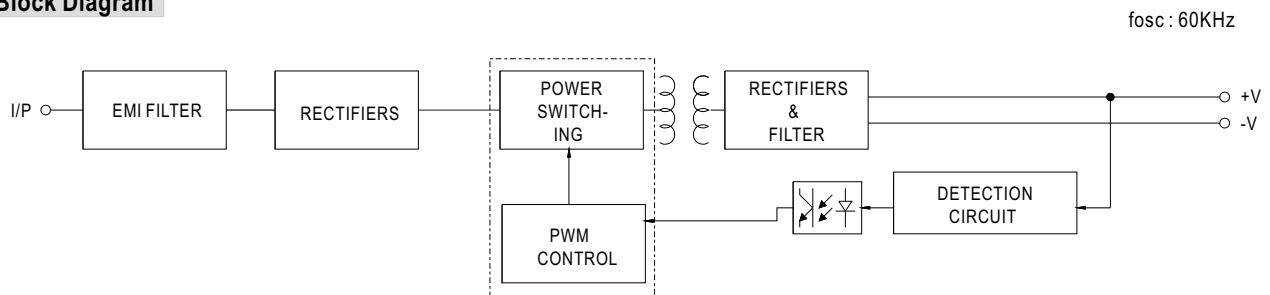 Block Diagram
fosc : 60KHz
I/P
EMI FILTER
RECTIFIERS
POWER
SWITCH-
ING
RECTIFIERS
&
FILTER
+V
-V
DETECTION
CIRCUIT
PWM
CONTROL